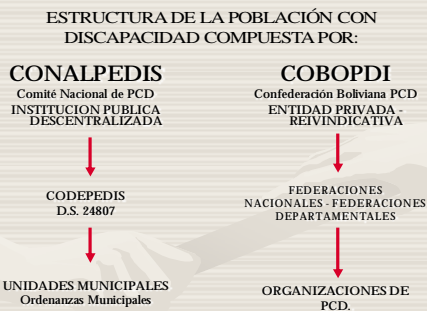 ESTRUCTURA DE LA POBLACIÓN CON
DISCAPACIDAD COMPUESTA POR:
CONALPEDIS
Comité Nacional de PCD
INSTITUCION PUBLICA
DESCENTRALIZADA
CODEPEDIS
D.S. 24807
UNIDADES MUNICIPALES
Ordenanzas Municipales
COBOPDI
Confederación Boliviana PCD
ENTIDAD PRIVADA -
REIVINDICATIVA
FEDERACIONES
NACIONALES - FEDERACIONES
DEPARTAMENTALES
ORGANIZACIONES DE
PCD.